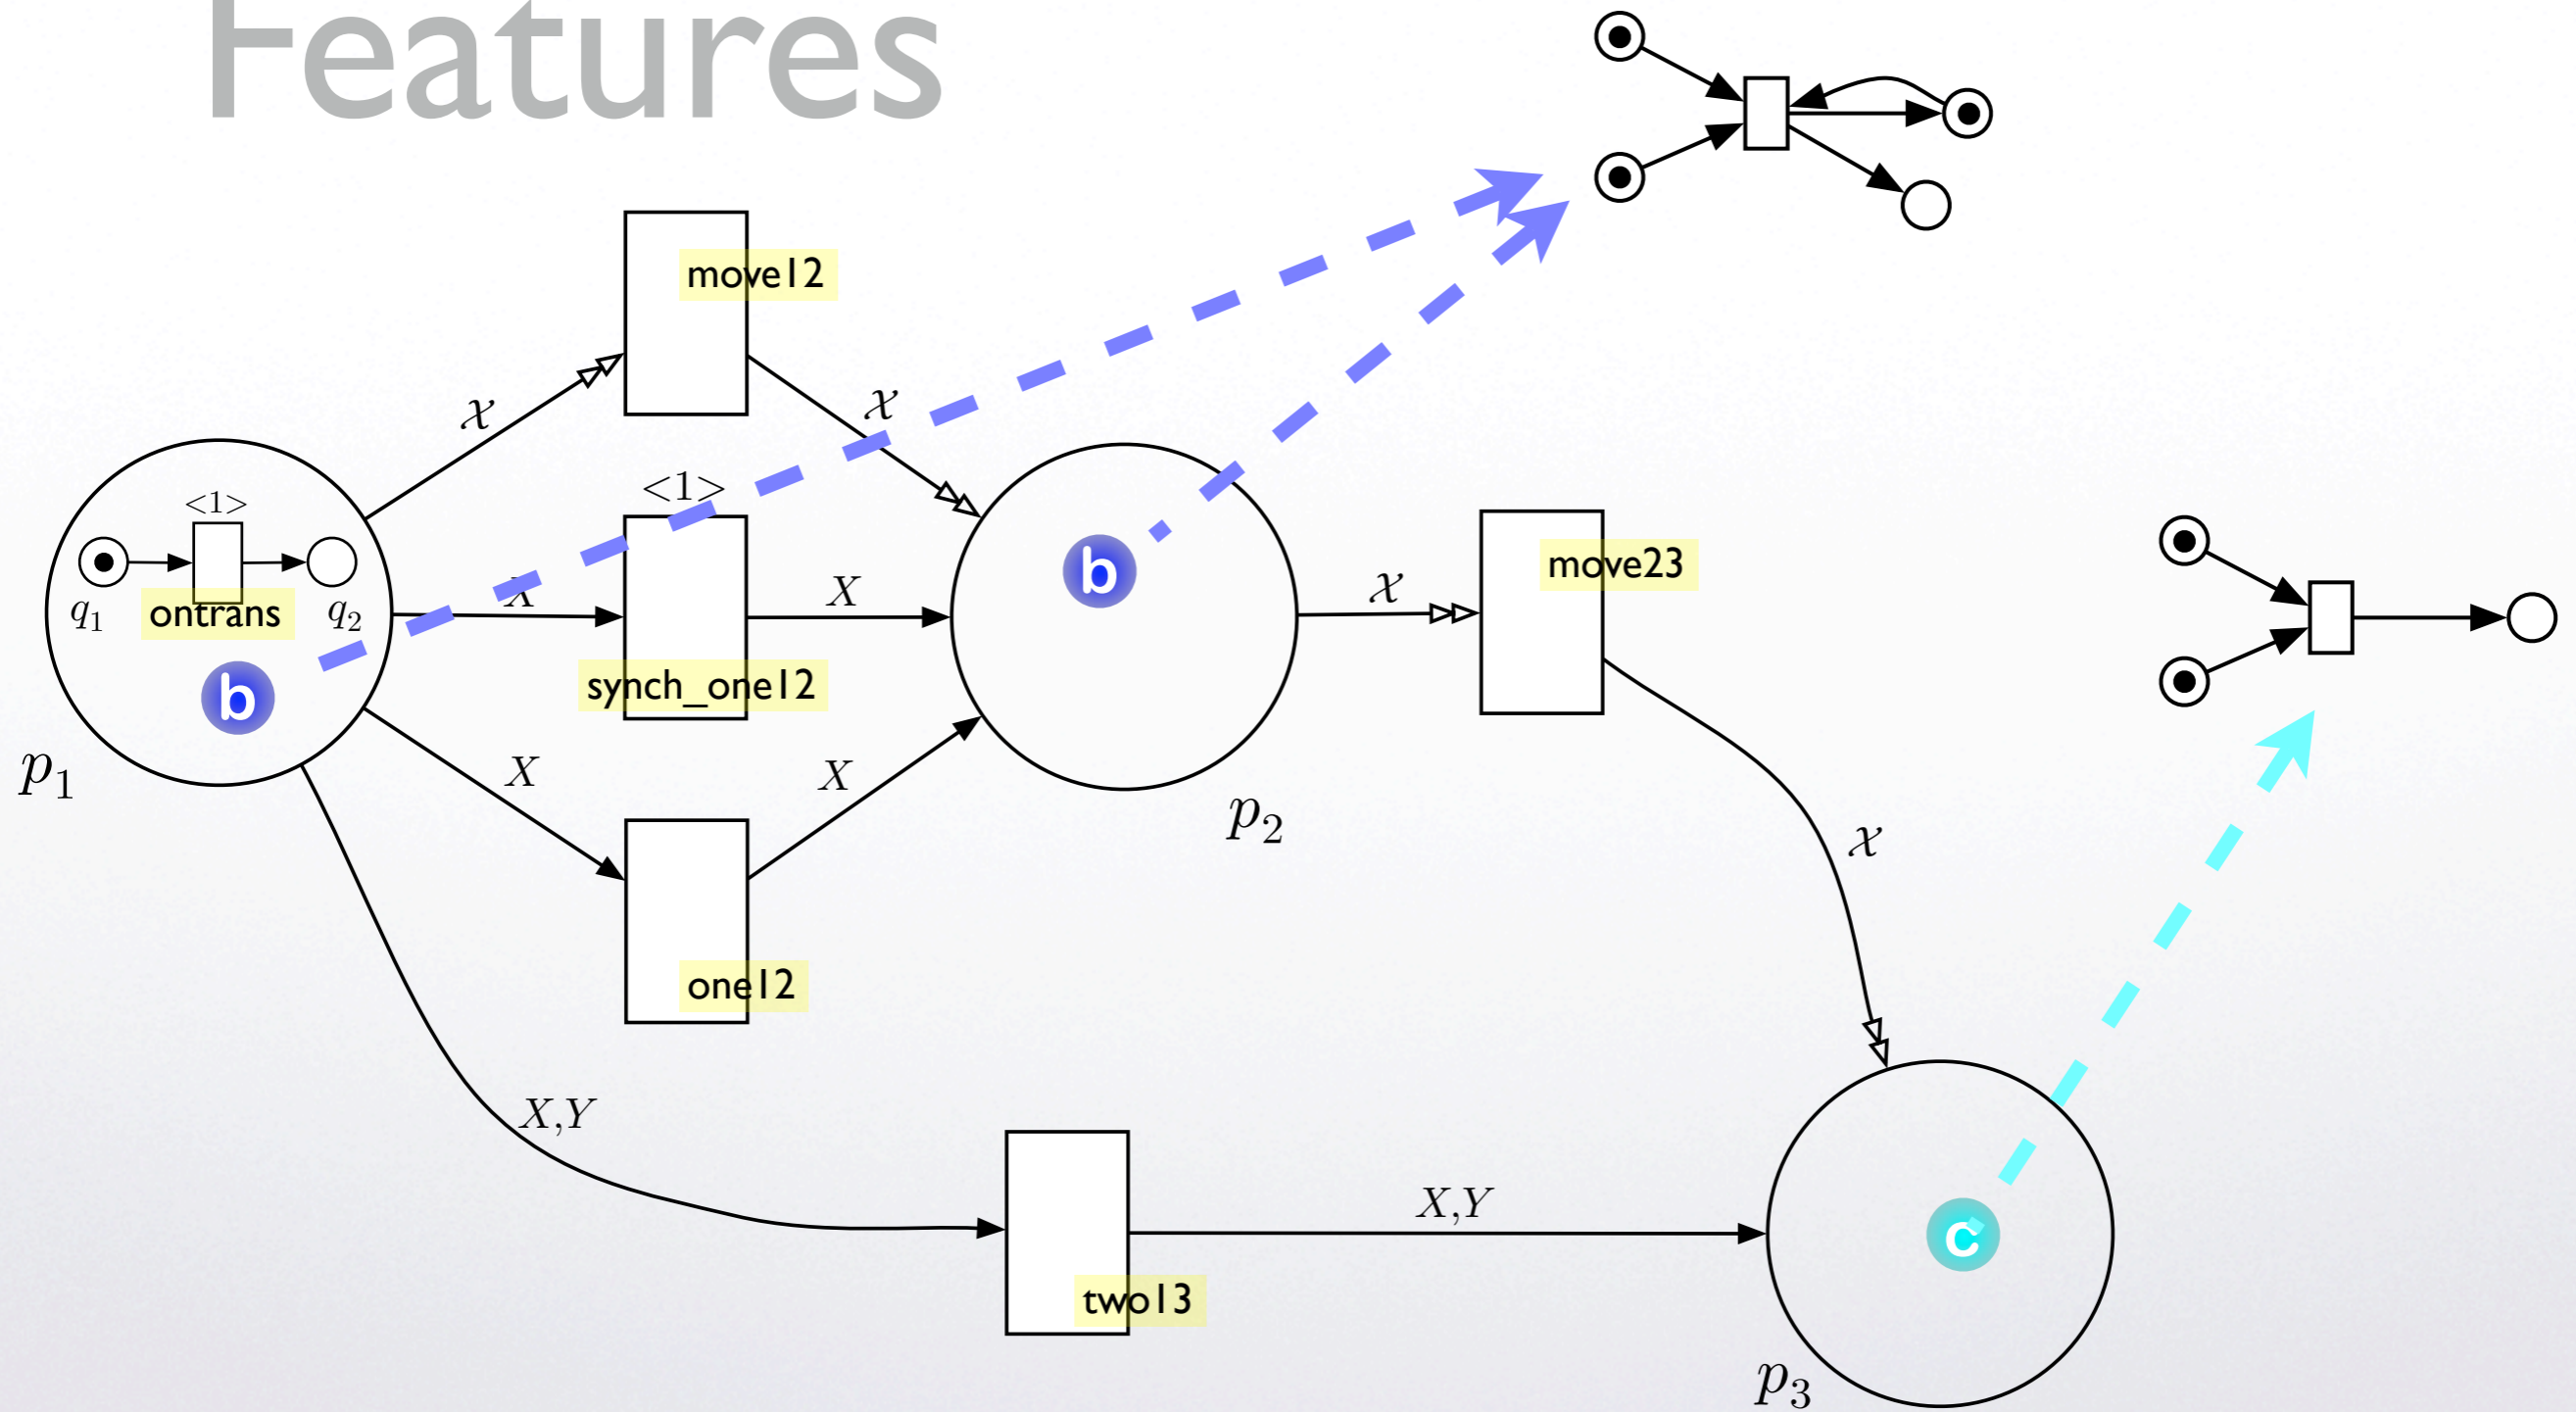 Features
move12
𝒳
𝒳
<1>
<1>
q1
ontrans
q2
b
X
X
synch_one12
b
𝒳
move23
p1
X
X
p2
𝒳
one12
X,Y
X,Y
two13
c
p3